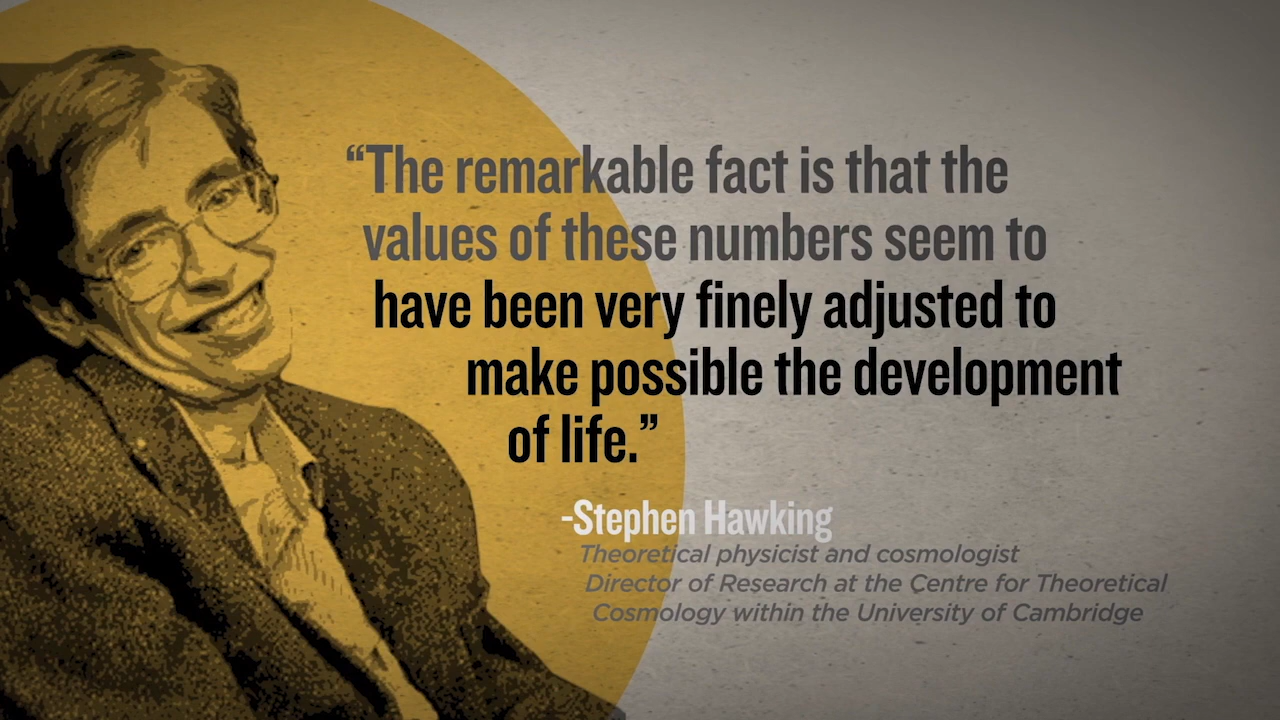 “The remarkable fact is that the
values of these numbers seem to
have been very finely adjusted to
make possible the development
of life.”
-Stephen Hawking
Theoretical physicist and cosmologist
Director of Research at the Centre for Theoretical
Cosmology within the University of Cambridge